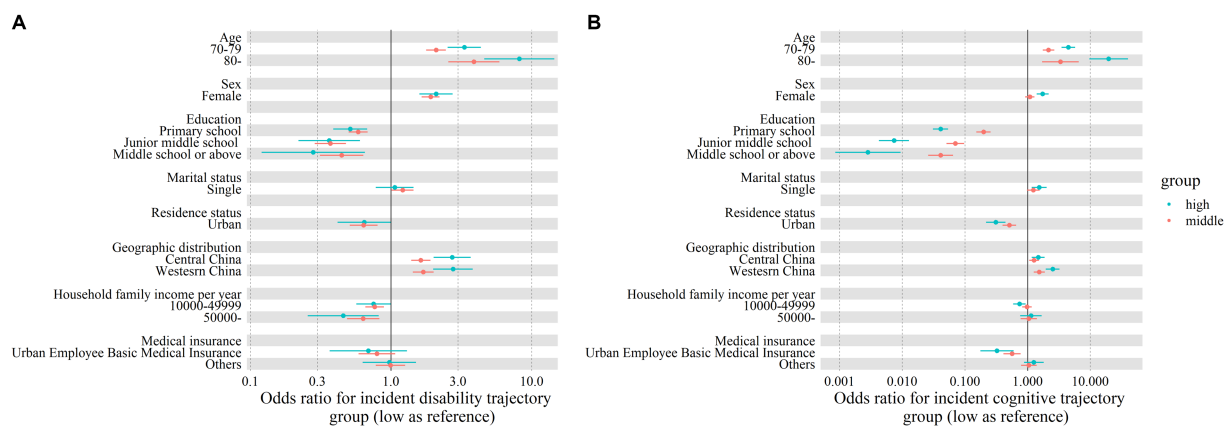 A
Age
70-79
80-
Sex
Female
Education
Primary school
Junior middle school
Middle school or above
Marital status
Single
Residence status
Urban
Geographic distribution
Central China
Westesrn China
Household family income per year
10000-49999
50000-
Medical insurance
Urban Employee Basic Medical Insurance
Others
0.1 0.3 1.0 3.0 10.0
Odds ratio for incident disability trajectory
group (low as reference)
B
Age
70-79
80-
Sex
Female
Education
Primary school
Junior middle school
Middle school or above
Marital status
Single
Residence status
Urban
Geographic distribution
Central China
Westesrn China
Household family income per year
10000-49999
50000-
Medical insurance
Urban Employee Basic Medical Insurance
Others
0.001 0.010 0.100 1.000 10.000
Odds ratio for incident cognitive trajectory
group (low as reference)
group
high
middle